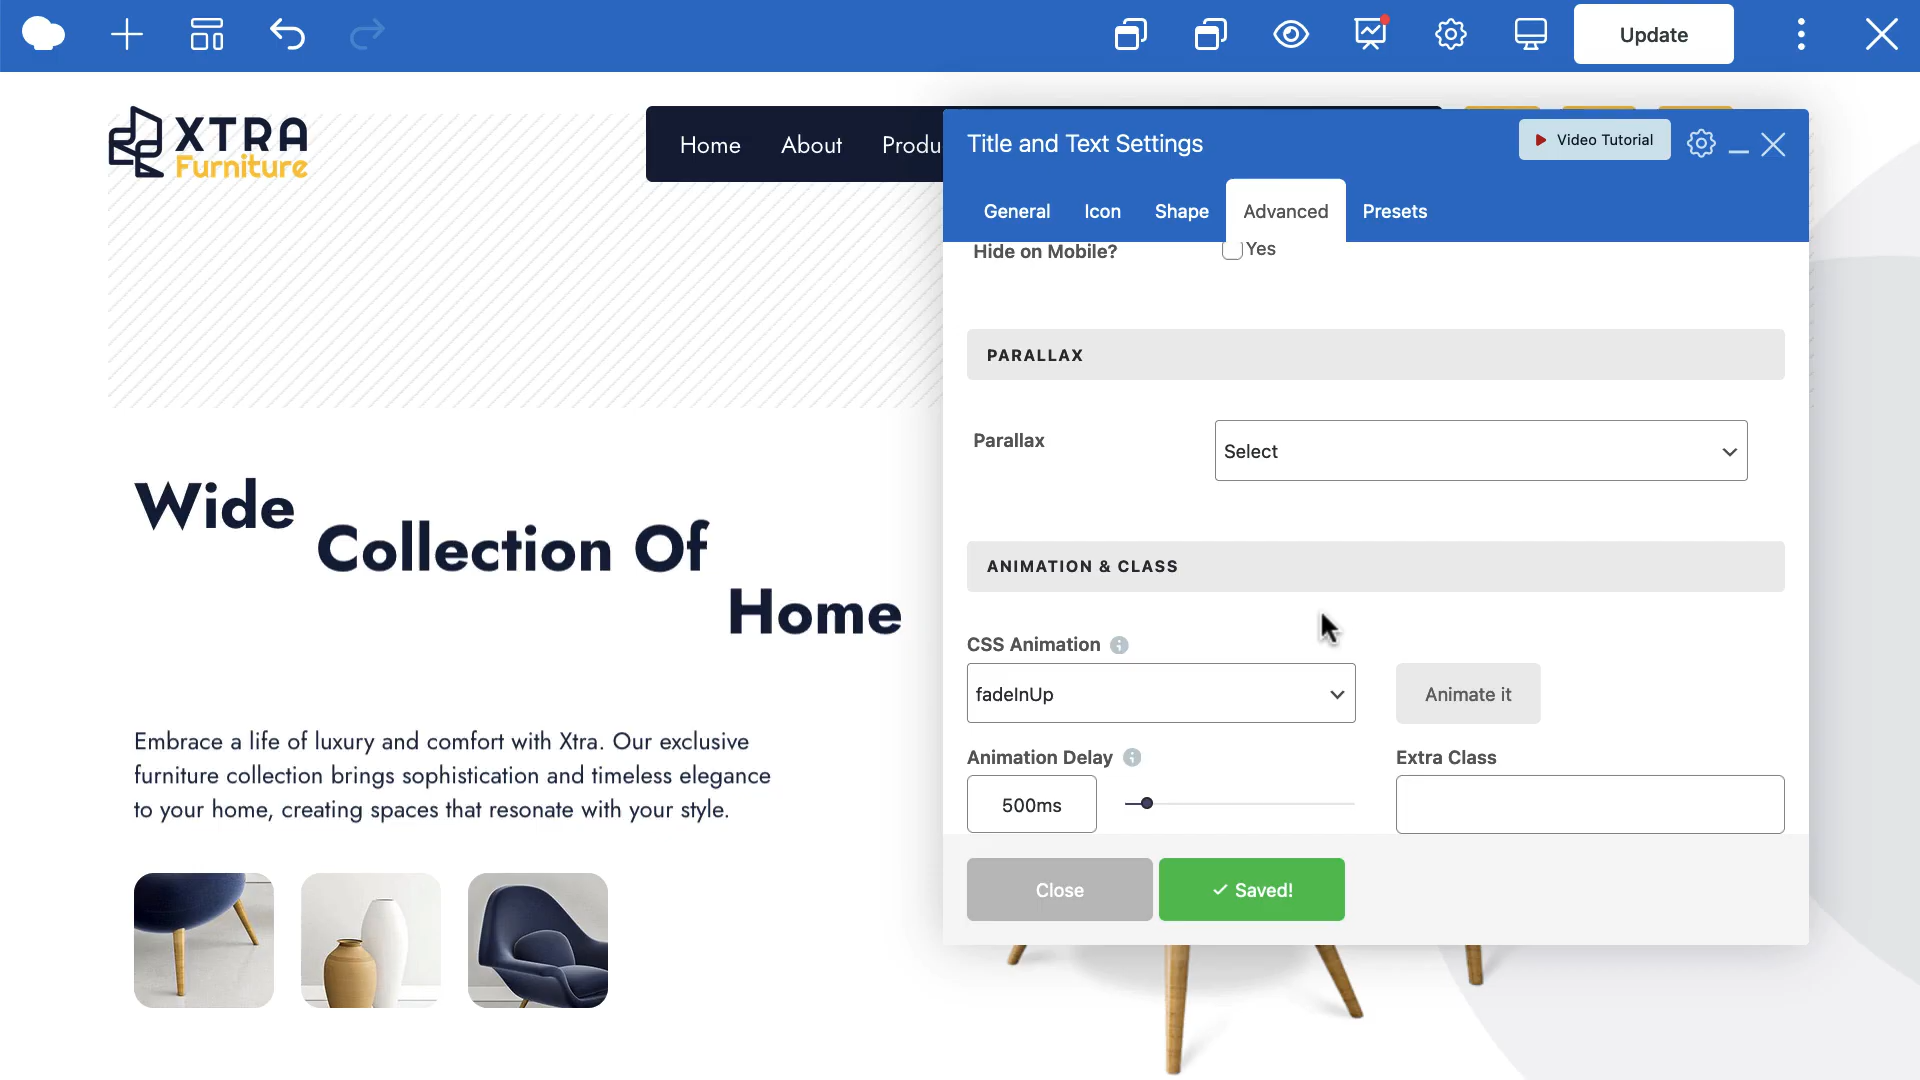 Update
XTRA
Furniture
Home About Produ
Title and Text Settings
Video Tutorial
General Icon Shape Advanced Presets
Hide on Mobile? Yes
PARALLAX
Parallax Select
ANIMATION & CLASS
CSS Animation
fadeInUp Animate it
Animation Delay Extra Class
500ms
Close Saved!
Wide
Collection Of
Home
Embrace a life of luxury and comfort with Xtra. Our exclusive
furniture collection brings sophistication and timeless elegance
to your home, creating spaces that resonate with your style.